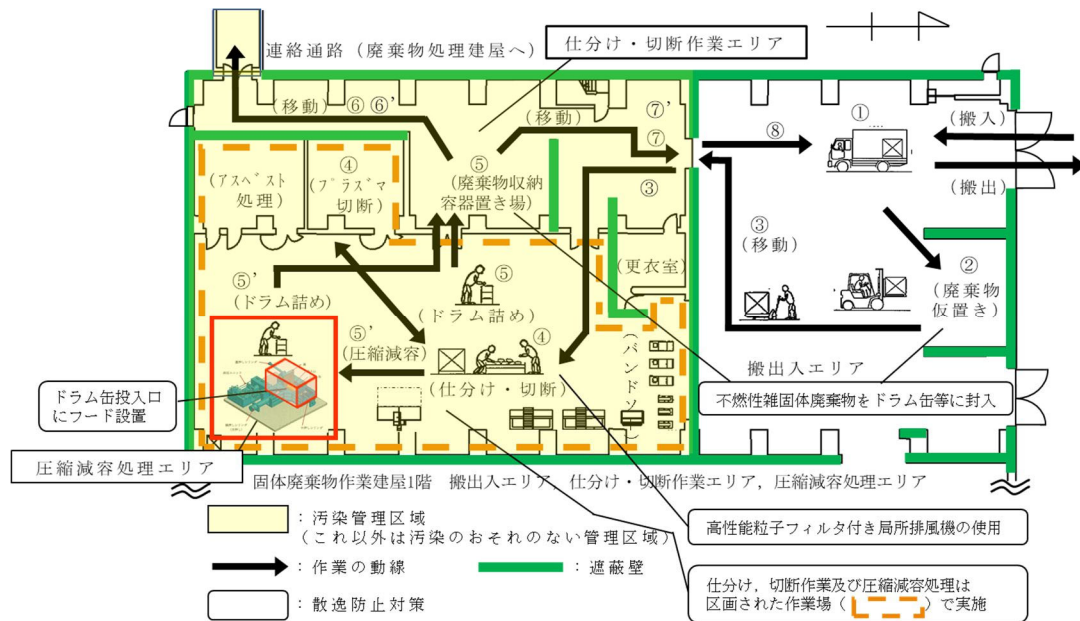 連絡通路（廃棄物処理建屋へ）
仕分け・切断作業エリア
(移動)
⑥ ⑥’
(移動)
⑦’
⑦
⑧
①
(搬入)
(搬出)
(アスベスト
処理)
④
(プラズマ
切断)
⑤
(廃棄物収納
容器置き場)
③
③
(移動)
②
(廃棄物
仮置き)
(更衣室)
⑤’
(ドラム詰め)
⑤
(ドラム詰め)
⑤’
(圧縮減容)
④
(仕分け・切断)
(バンドソー)
搬出入エリア
ドラム缶投入口
にフード設置
不燃性雑固体廃棄物をドラム缶等に封入
圧縮減容処理エリア
固体廃棄物作業建屋1階　搬出入エリア，仕分け・切断作業エリア，圧縮減容処理エリア
：汚染管理区域
（これ以外は汚染のおそれのない管理区域）
：作業の動線
：遮蔽壁
：散逸防止対策
高性能粒子フィルタ付き局所排風機の使用
仕分け，切断作業及び圧縮減容処理は
区画された作業場（　）で実施